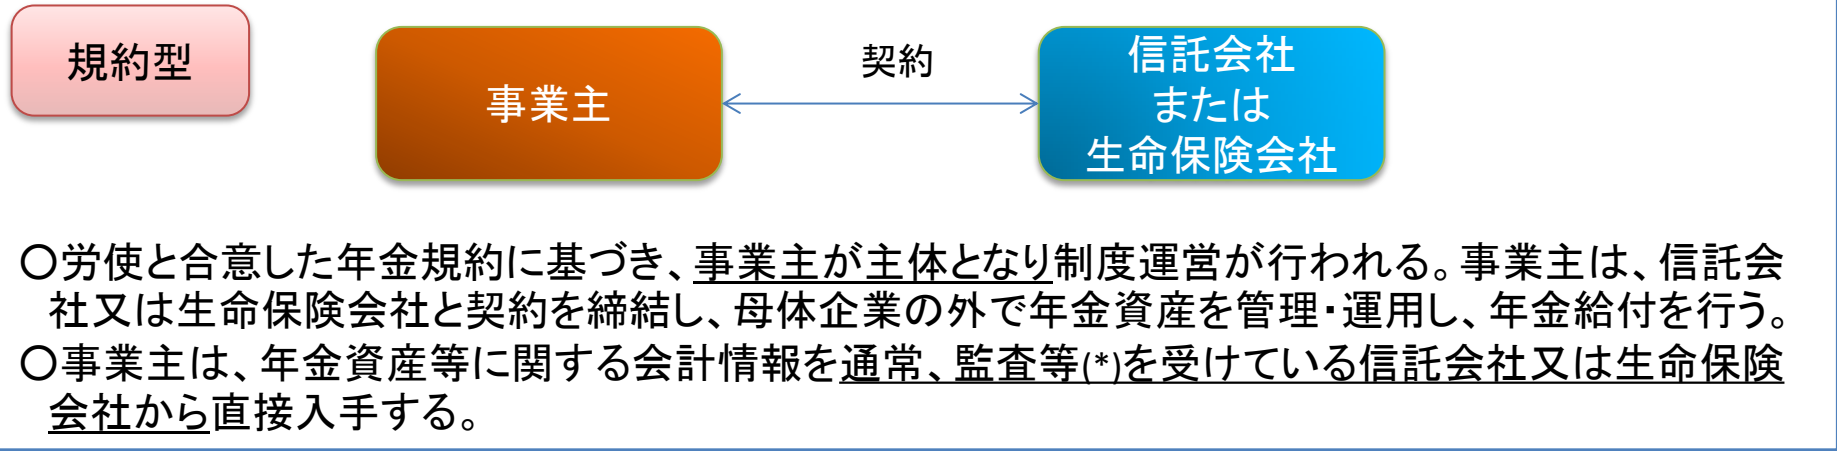 規約型
事業主
契約
信託会社
または
生命保険会社
〇労使と合意した年金規約に基づき、事業主が主体となり制度運営が行われる。事業主は、信託会
社又は生命保険会社と契約を締結し、母体企業の外で年金資産を管理・運用し、年金給付を行う。
〇事業主は、年金資産等に関する会計情報を通常、監査等(*)を受けている信託会社又は生命保険
会社から直接入手する。